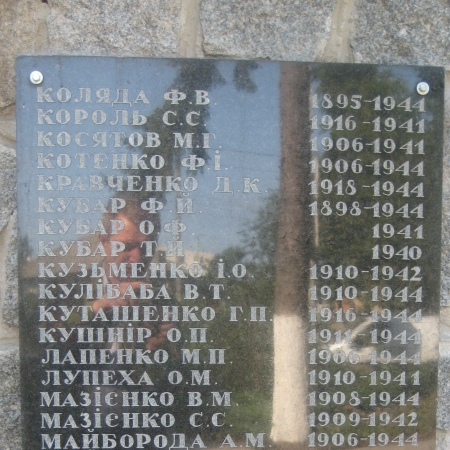 КОЛЯДА Ф.В. 1895-1944
КОРОЛЬ С.С. 1916-1941
КОСЯТОВ М.Г. 1906-1941
КОТЕНКО Ф.І. 1906-1944
КРАВЧЕНКО Д.К. 1918-1944
КУБАР Ф.Й. 1898-1944
КУБАР О.Ф. 1941
КУБАР Т.Й. 1940
КУЗЬМЕНКО І.О. 1910-1942
КУЛІБАБА В.Т. 1910-1944
КУТАШЕНКО Г.П. 1916-1944
КУШНІР О.П. 1911-1944
ЛАПЕНКО М.П. 1906-1944
ЛУЦЕХА О.М. 1910-1941
МАЗІЄНКО В.М. 1908-1944
МАЗІЄНКО С.С. 1909-1942
МАЙБОРОДА А.М. 1906-1944